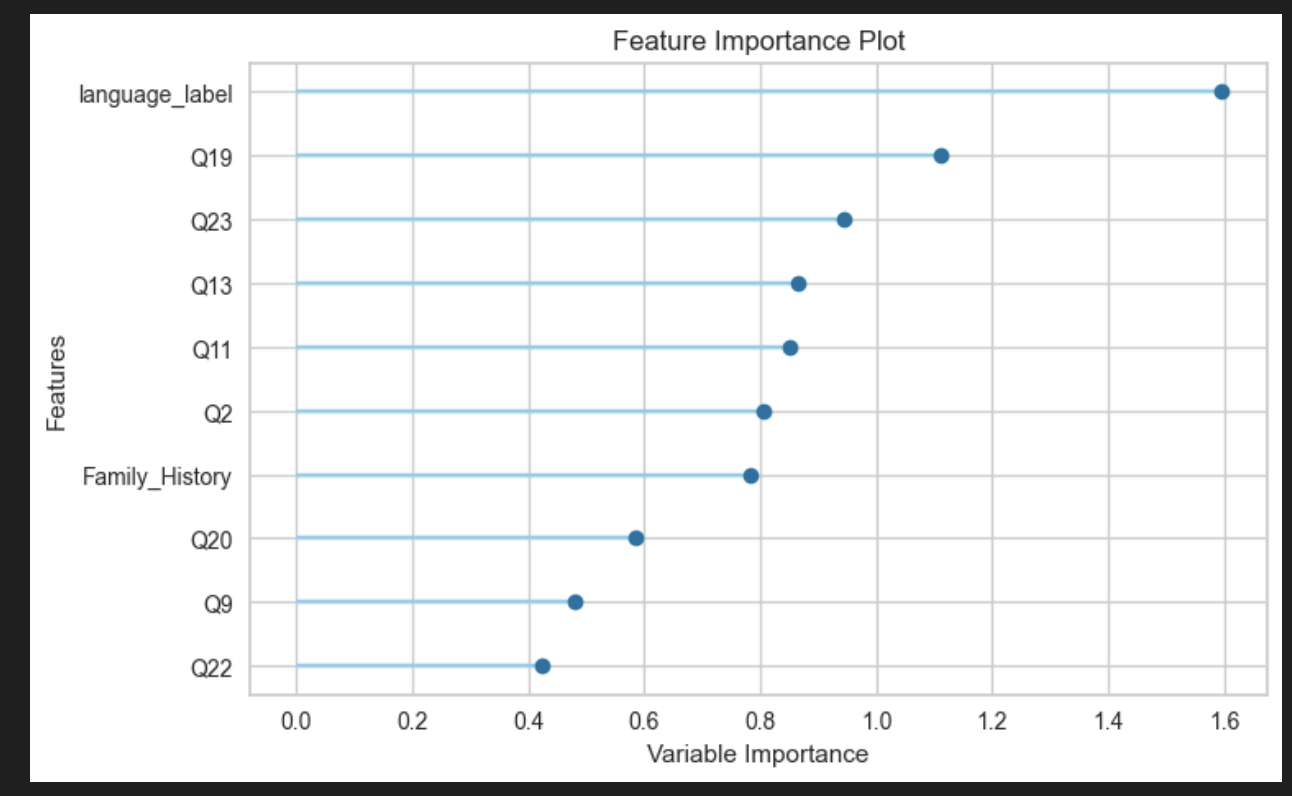 Feature Importance Plot
language_label
Q19
Q23
Q13
Q11
Q2
Family_History
Q20
Q9
Q22
Features
0.0 0.2 0.4 0.6 0.8 1.0 1.2 1.4 1.6
Variable Importance